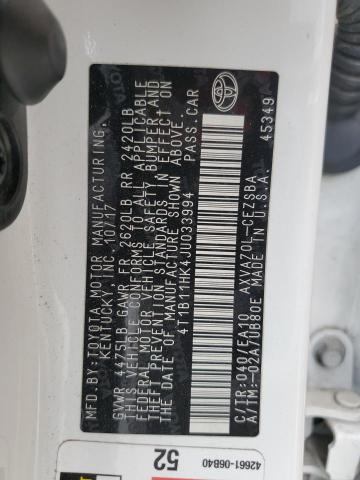 MFD.BY:TOYOTA MOTOR MANUFACTURING
KENTUCKY, INC. 10/17
GVWR 4475LB GAWR FR 2620LB RR 2420LB
THIS VEHICLE CONFORMS TO ALL APPLICABLE
FEDERAL MOTOR VEHICLE SAFETY, BUMPER, AND
THEFT PREVENTION STANDARDS IN EFFECT ON
THE DATE OF MANUFACTURE SHOWN ABOVE.
4T1B11HK4JU033994 PASS. CAR
TOYOTA
C/TR:040/EA10 AXVA70L-CEZSBA
A/TM:-02A/UB80E MADE IN U.S.A.
45349
52
42661-06B40